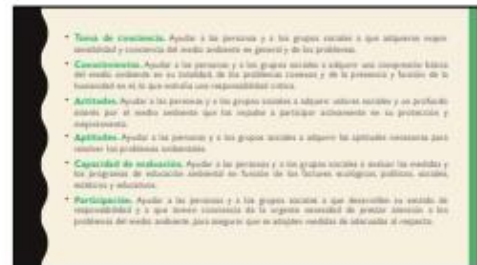 • Toma de conciencia. Ayudar a las personas y a los grupos sociales a que adquieran mayor
sensibilidad y conciencia del medio ambiente en general y de los problemas.
• Conocimientos. Ayudar a las personas y a los grupos sociales a adquirir una comprensión básica
del medio ambiente en su totalidad, de los problemas conexos y de la presencia y función de la
humanidad en él, lo que entraña una responsabilidad crítica.
• Actitudes. Ayudar a las personas y a los grupos sociales a adquirir valores sociales y un profundo
interés por el medio ambiente que los impulse a participar activamente en su protección y
mejoramiento.
• Aptitudes. Ayudar a las personas y a los grupos sociales a adquirir las aptitudes necesarias para
resolver los problemas ambientales.
• Capacidad de evaluación. Ayudar a las personas y a los grupos sociales a evaluar las medidas y
los programas de educación ambiental en función de los factores ecológicos, políticos, sociales,
estéticos y educativos.
• Participación. Ayudar a las personas y a los grupos sociales a que desarrollen su sentido de
responsabilidad y a que tomen conciencia de la urgente necesidad de prestar atención a los
problemas del medio ambiente, para asegurar que se adopten medidas de adecuadas al respecto.